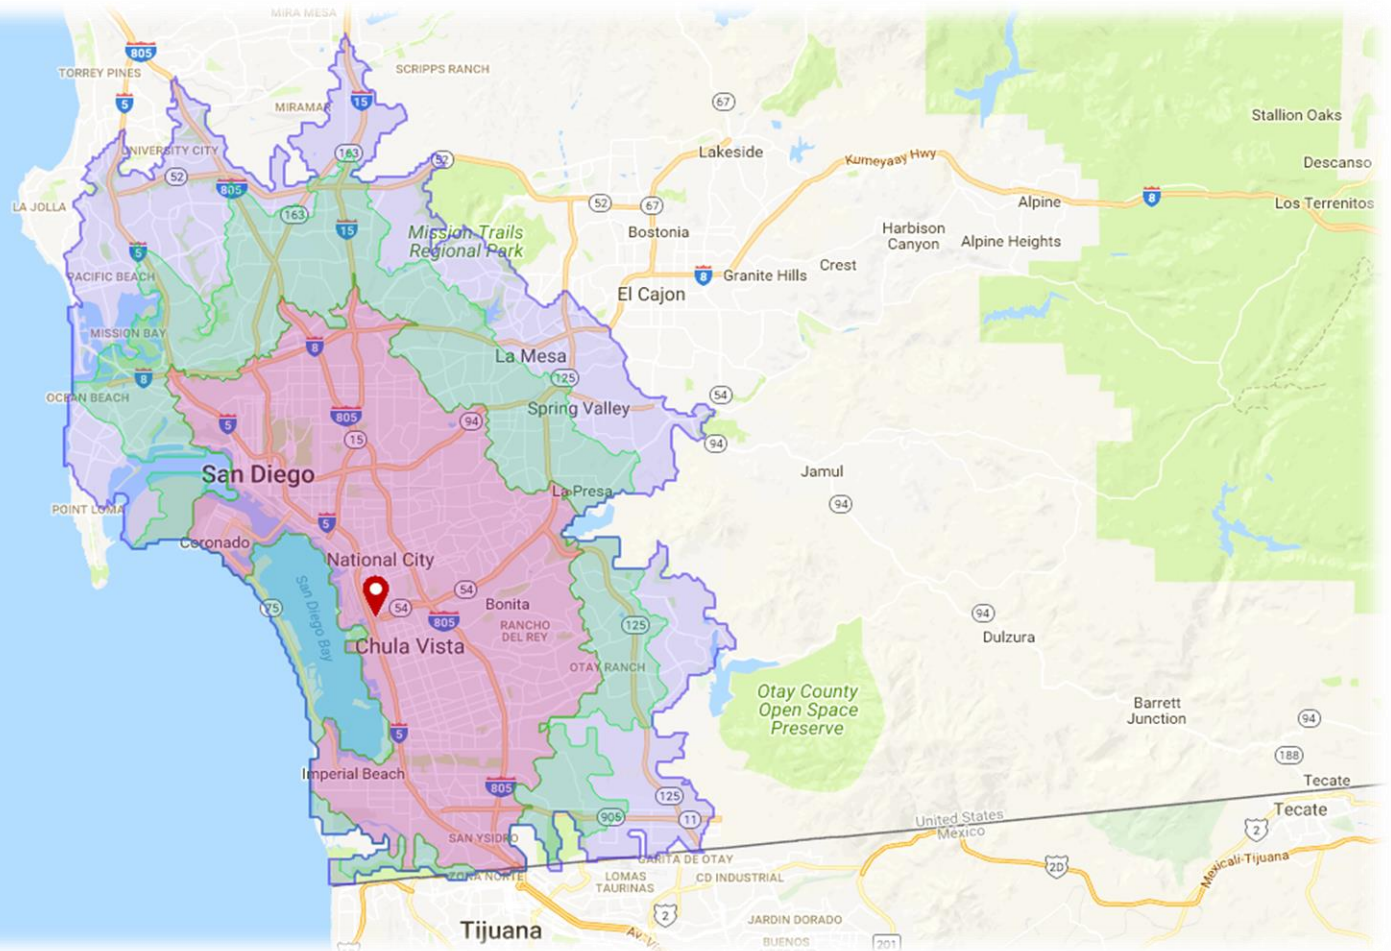 MIRA MESA
805
TORREY PINES
SCRIPPS RANCH
5
15
67
MIRAMAR
Stallion Oaks
UNIVERSITY CITY
163
52
Lakeside
Kumeyaay Hwy
Descanso
52
805
8
LA JOLLA
52
67
Alpine
Los Terrenitos
163
15
Mission Trails
Regional Park
Bostonia
Harbison
Canyon
Alpine Heights
5
PACIFIC BEACH
8
Granite Hills
Crest
El Cajon
MISSION BAY
8
La Mesa
8
125
OCEAN BEACH
54
5
805
94
Spring Valley
15
94
San Diego
Jamul
La Presa
94
POINT LOMA
5
Coronado
National City
San Diego Bay
75
54
54
Bonita
805
RANCHO
DEL REY
125
94
Dulzura
Chula Vista
OTAY RANCH
Otay County
Open Space
Preserve
Barrett
Junction
94
5
188
Imperial Beach
805
125
Tecate
905
11
United States
México
Tecate
2
SAN YSIDRO
GARITA DE OTAY
ZONA NORTE
LOMAS
TAURINAS
CD INDUSTRIAL
2D
Mexicali-Tijuana
2
JARDIN DORADO
Tijuana
BUENOS
201